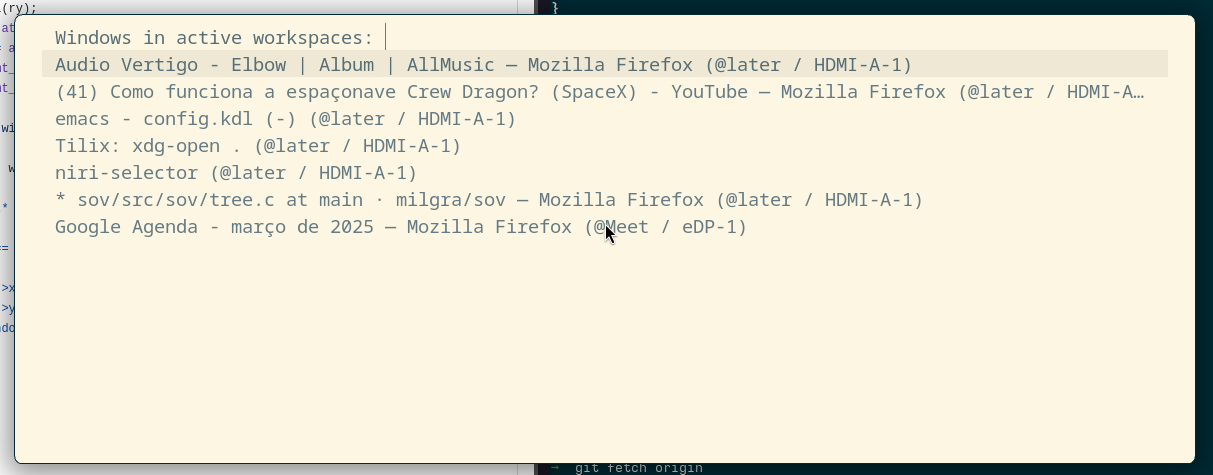 (ry);
}
Windows in active workspaces:
Audio Vertigo - Elbow | Album | AllMusic — Mozilla Firefox (@later / HDMI-A-1)
(41) Como funciona a espaçonave Crew Dragon? (SpaceX) - YouTube — Mozilla Firefox (@later / HDMI-A…
emacs - config.kdl (-) (@later / HDMI-A-1)
Tilix: xdg-open . (@later / HDMI-A-1)
niri-selector (@later / HDMI-A-1)
* sov/src/sov/tree.c at main · milgra/sov — Mozilla Firefox (@later / HDMI-A-1)
Google Agenda - março de 2025 — Mozilla Firefox (@Meet / eDP-1)
→ git fetch origin